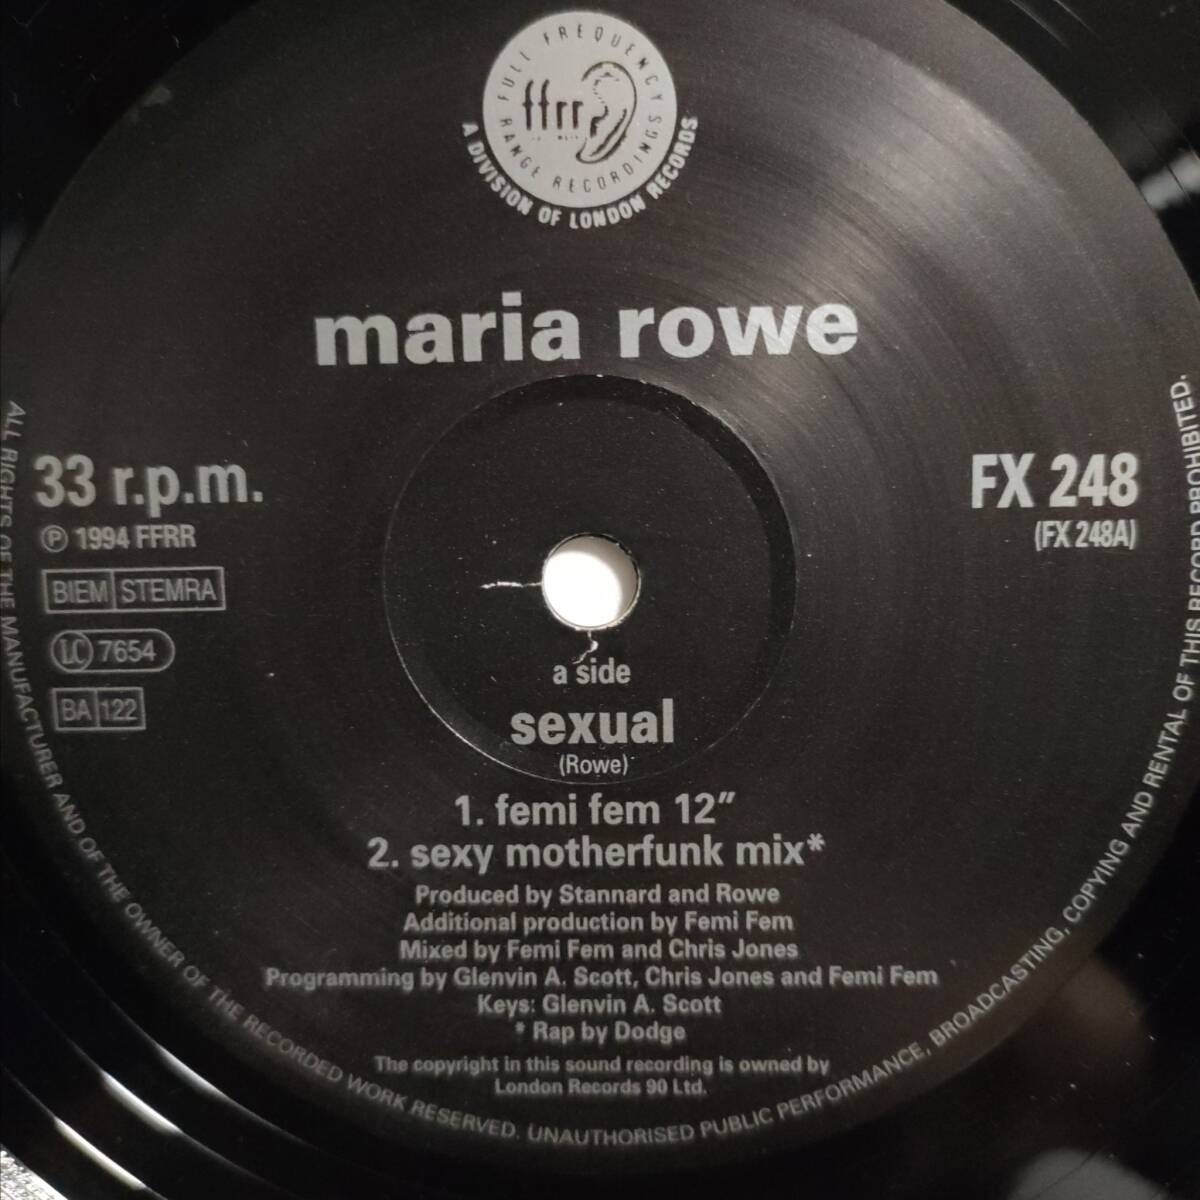 FULL FREQUENCY
ffrr
RANGE RECORDINGS
A DIVISION OF LONDON RECORDS
maria rowe
33 r.p.m.
℗ 1994 FFRR
BIEM STEMRA
LC 7654
BA 122
FX 248
(FX 248A)
a side
sexual
(Rowe)
1. femi fem 12"
2. sexy motherfunk mix*
Produced by Stannard and Rowe
Additional production by Femi Fem
Mixed by Femi Fem and Chris Jones
Programming by Glenvin A. Scott, Chris Jones and Femi Fem
Keys: Glenvin A. Scott
* Rap by Dodge
The copyright in this sound recording is owned by
London Records 90 Ltd.
ALL RIGHTS OF THE MANUFACTURER AND OF THE OWNER OF THE RECORDED WORK RESERVED. UNAUTHORISED PUBLIC PERFORMANCE, BROADCASTING, COPYING AND RENTAL OF THIS RECORD PROHIBITED.